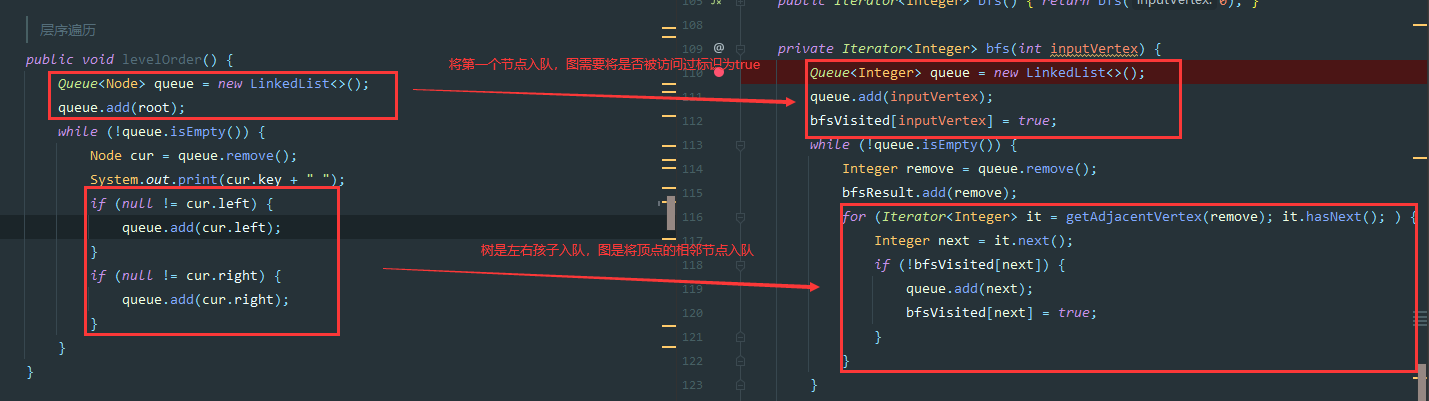 层序遍历
public void levelOrder() {
Queue<Node> queue = new LinkedList<>();
queue.add(root);
while (!queue.isEmpty()) {
Node cur = queue.remove();
System.out.print(cur.key + " ");
if (null != cur.left) {
queue.add(cur.left);
}
if (null != cur.right) {
queue.add(cur.right);
}
}
}
将第一个节点入队，图需要将是否被访问过标识为true
树是左右孩子入队，图是将顶点的相邻节点入队
105 public Iterator<Integer> bfs() { return bfs( inputVertex: 0); }
108
109 private Iterator<Integer> bfs(int inputVertex) {
110 Queue<Integer> queue = new LinkedList<>();
111 queue.add(inputVertex);
112 bfsVisited[inputVertex] = true;
113 while (!queue.isEmpty()) {
114 Integer remove = queue.remove();
115 bfsResult.add(remove);
116 for (Iterator<Integer> it = getAdjacentVertex(remove); it.hasNext(); ) {
117 Integer next = it.next();
118 if (!bfsVisited[next]) {
119 queue.add(next);
120 bfsVisited[next] = true;
121 }
122 }
123 }